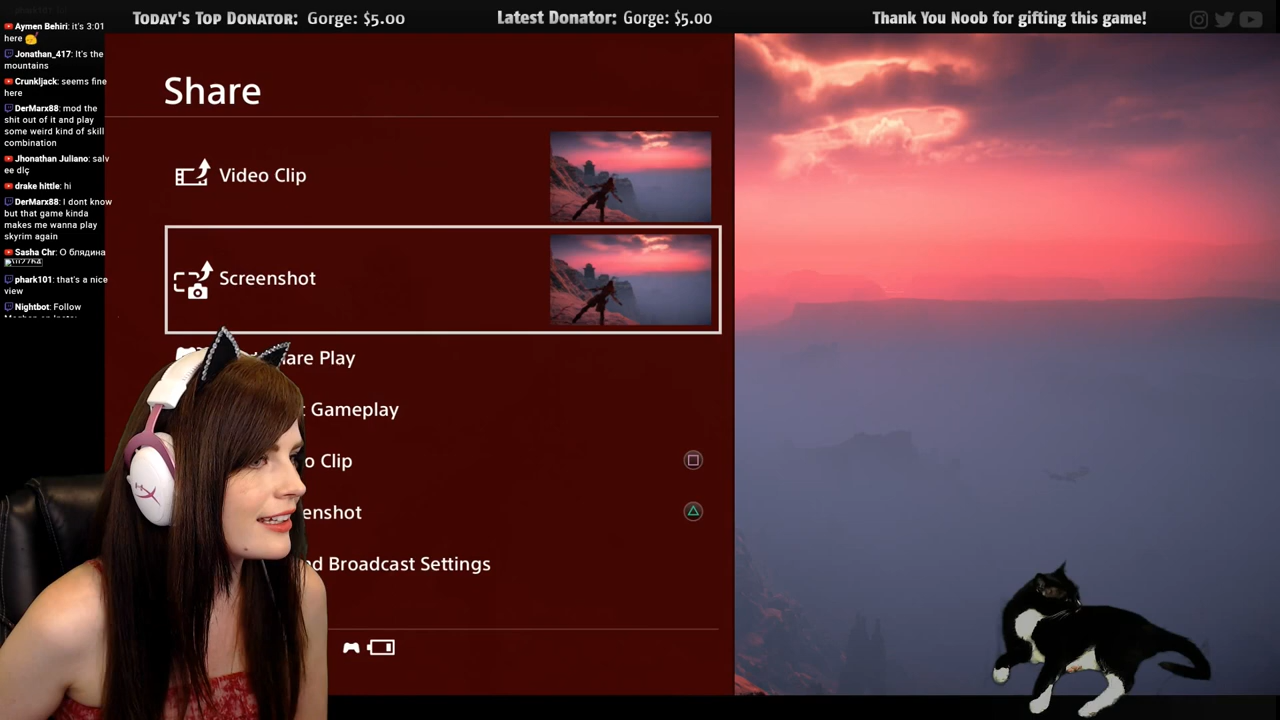 Today's Top Donator: Gorge: $5.00
Latest Donator: Gorge: $5.00
Thank You Noob for gifting this game!
Aymen Behiri: it's 3:01
here
Jonathan_417: It's the
mountains
Crunkljack: seems fine
here
DerMarx88: mod the
shit out of it and play
some weird kind of skill
combination
Jhonathan Juliano: salv
ee dlç
drake hittle: hi
DerMarx88: I dont know
but that game kinda
makes me wanna play
skyrim again
Sasha Chr: О блядина
phark101: that's a nice
view
Nightbot: Follow
Share
Video Clip
Screenshot
are Play
Gameplay
o Clip
enshot
d Broadcast Settings